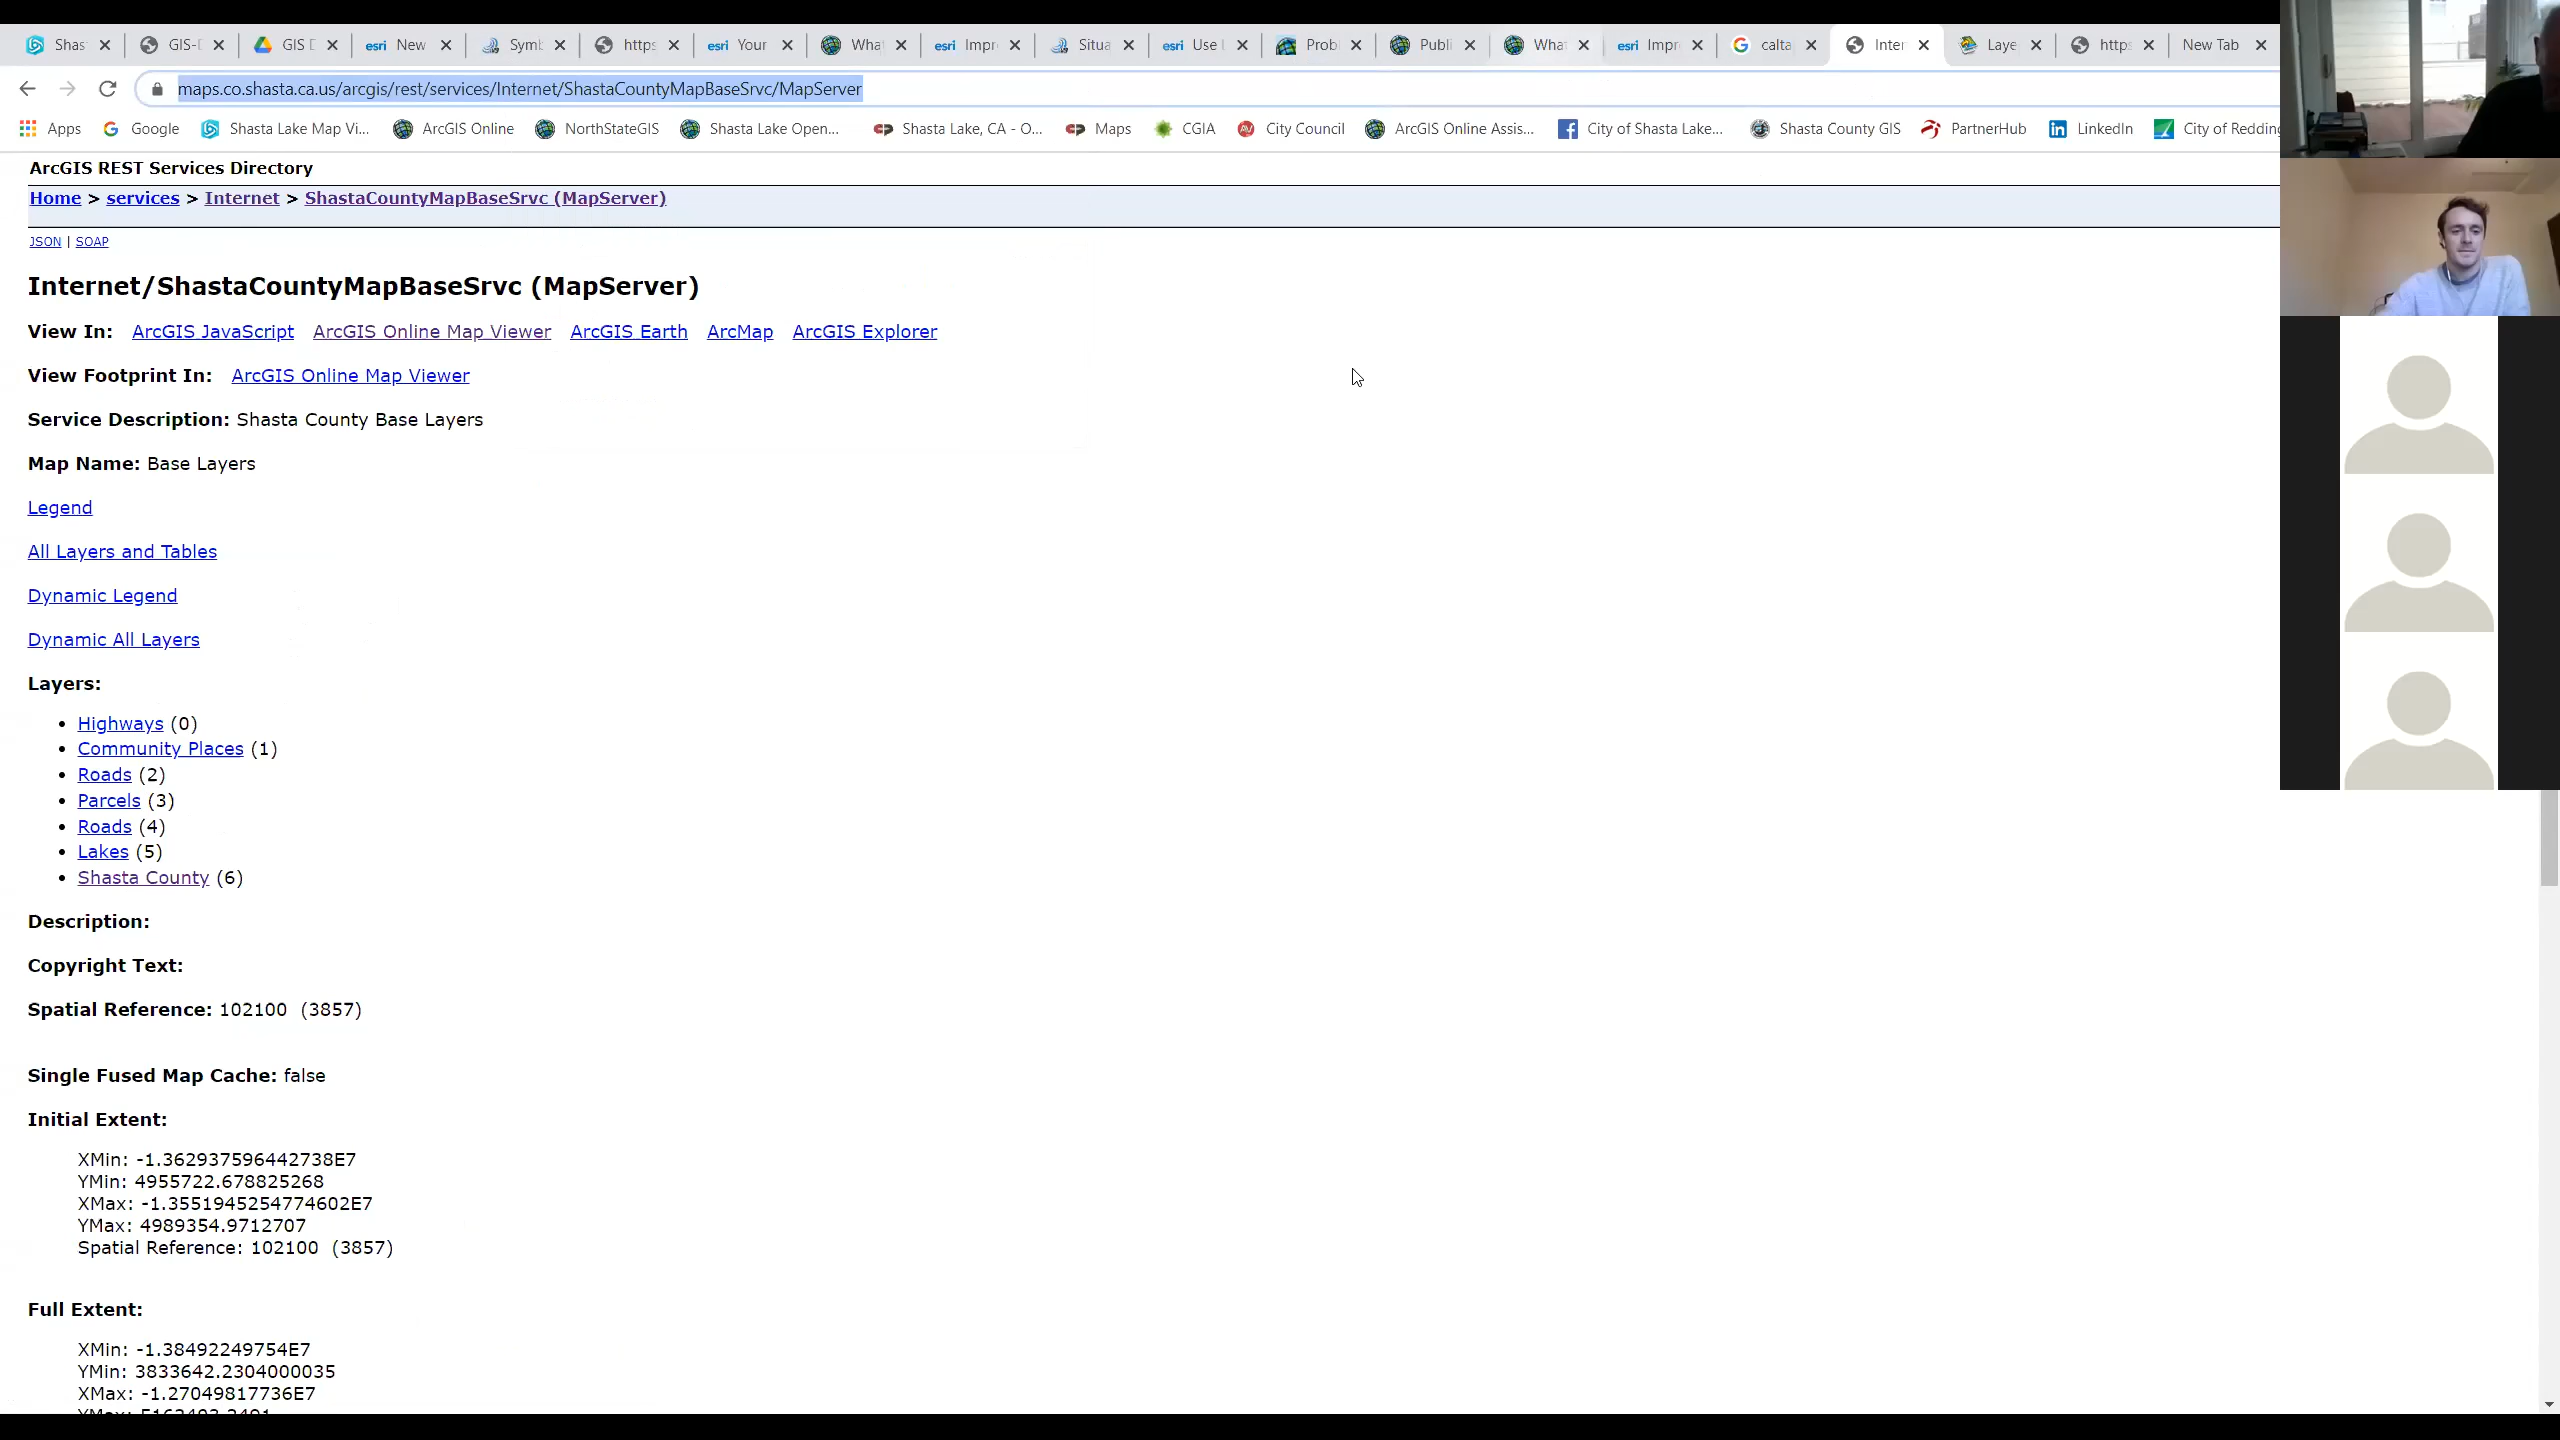 Shas GIS-D GIS D esri New Symb https esri Your What esri Impro Situa esri Use Prob Publi What esri Impro calta Inter Laye https New Tab
maps.co.shasta.ca.us/arcgis/rest/services/Internet/ShastaCountyMapBaseSrvc/MapServer
Apps Google Shasta Lake Map Vi... ArcGIS Online NorthStateGIS Shasta Lake Open... Shasta Lake, CA - O... Maps CGIA City Council ArcGIS Online Assis... City of Shasta Lake... Shasta County GIS PartnerHub LinkedIn City of Redding
ArcGIS REST Services Directory
Home > services > Internet > ShastaCountyMapBaseSrvc (MapServer)
JSON | SOAP
Internet/ShastaCountyMapBaseSrvc (MapServer)
View In: ArcGIS JavaScript ArcGIS Online Map Viewer ArcGIS Earth ArcMap ArcGIS Explorer
View Footprint In: ArcGIS Online Map Viewer
Service Description: Shasta County Base Layers
Map Name: Base Layers
Legend
All Layers and Tables
Dynamic Legend
Dynamic All Layers
Layers:
• Highways (0)
• Community Places (1)
• Roads (2)
• Parcels (3)
• Roads (4)
• Lakes (5)
• Shasta County (6)
Description:
Copyright Text:
Spatial Reference: 102100 (3857)
Single Fused Map Cache: false
Initial Extent:
XMin: -1.362937596442738E7
YMin: 4955722.678825268
XMax: -1.3551945254774602E7
YMax: 4989354.9712707
Spatial Reference: 102100 (3857)
Full Extent:
XMin: -1.38492249754E7
YMin: 3833642.2304000035
XMax: -1.27049817736E7